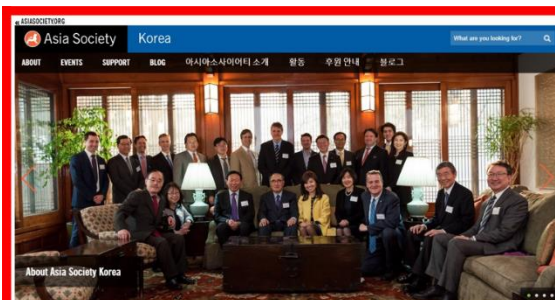 ASIASOCIETY.ORG
Asia Society Korea What are you looking for?
ABOUT EVENTS SUPPORT BLOG 아시아소사이어티 소개 활동 후원 안내 블로그
About Asia Society Korea